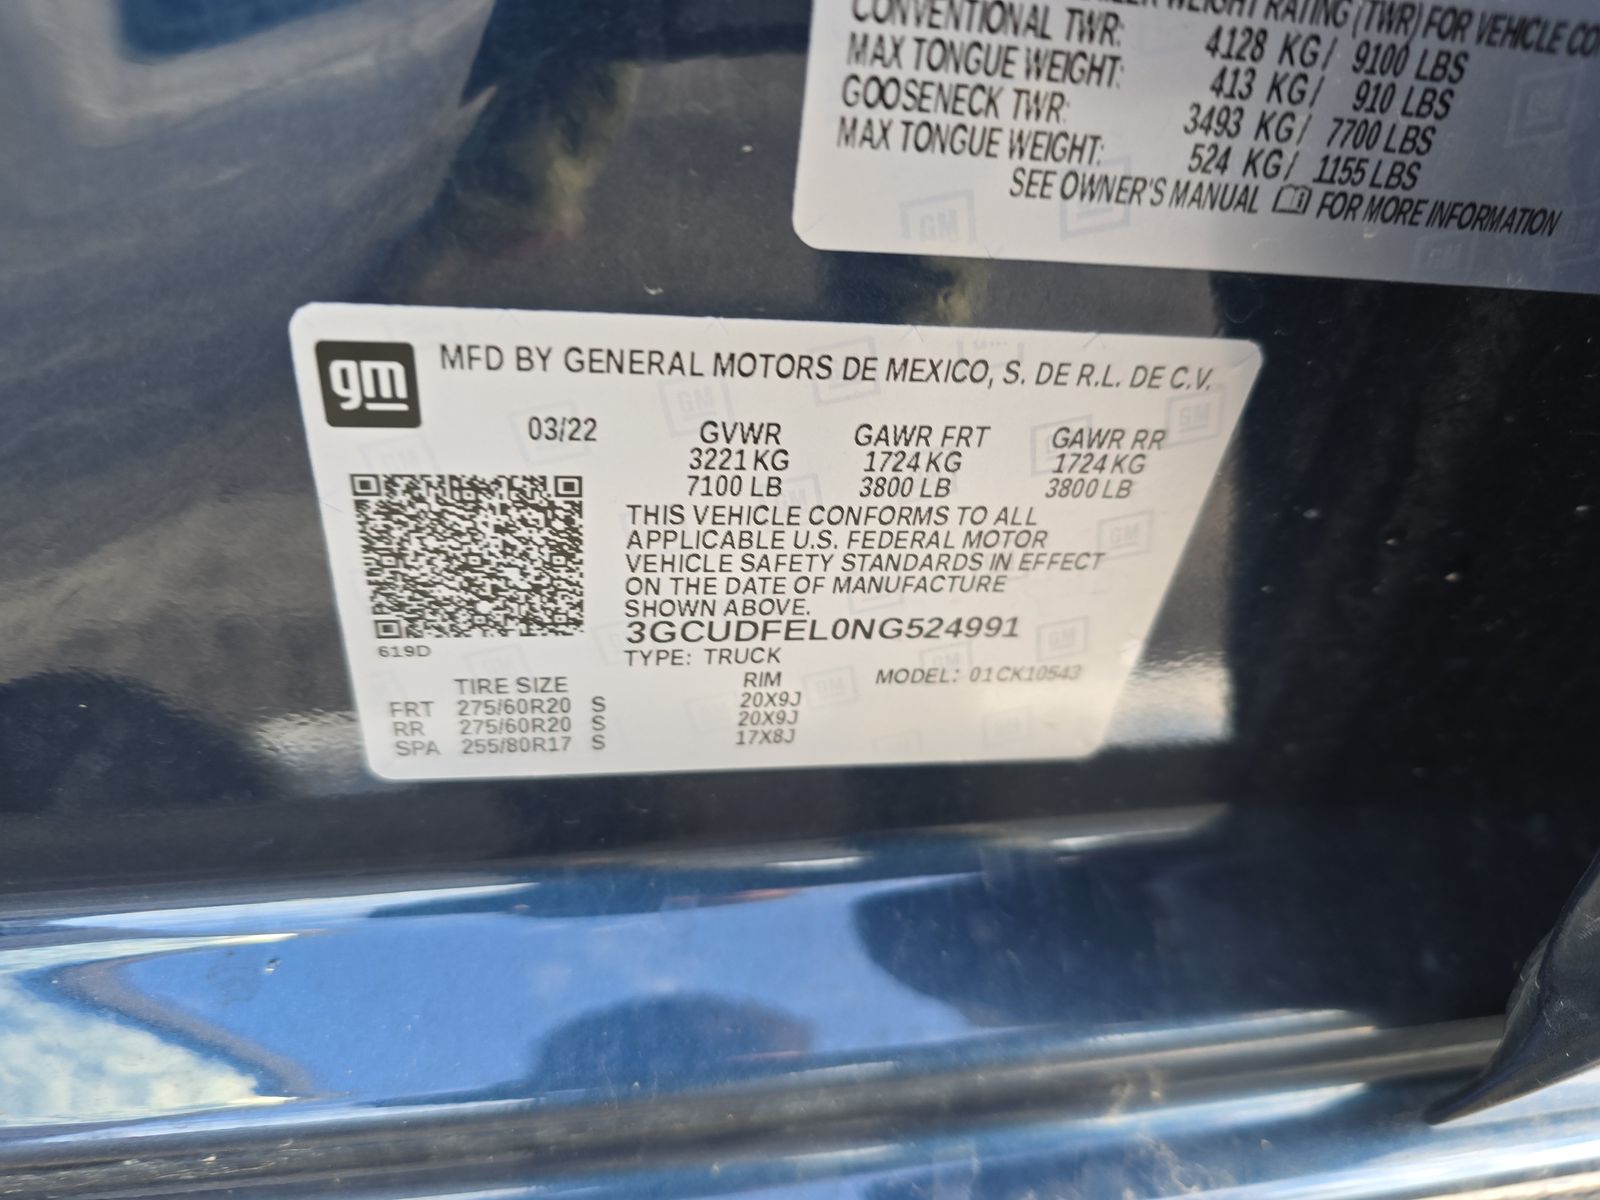 WEIGHT RATING (TWR) FOR VEHICLE
CONVENTIONAL TWR: 4128 KG/ 9100 LBS
MAX TONGUE WEIGHT: 413 KG/ 910 LBS
GOOSENECK TWR: 3493 KG/ 7700 LBS
MAX TONGUE WEIGHT: 524 KG/ 1155 LBS
SEE OWNER'S MANUAL FOR MORE INFORMATION
gm MFD BY GENERAL MOTORS DE MEXICO, S. DE R.L. DE C.V.
03/22 GVWR GAWR FRT GAWR RR
3221 KG 1724 KG 1724 KG
7100 LB 3800 LB 3800 LB
THIS VEHICLE CONFORMS TO ALL
APPLICABLE U.S. FEDERAL MOTOR
VEHICLE SAFETY STANDARDS IN EFFECT
ON THE DATE OF MANUFACTURE
SHOWN ABOVE.
3GCUDFEL0NG524991
619D
TYPE: TRUCK
TIRE SIZE RIM MODEL: 01CK10543
FRT 275/60R20 S 20X9J
RR 275/60R20 S 20X9J
SPA 255/80R17 S 17X8J